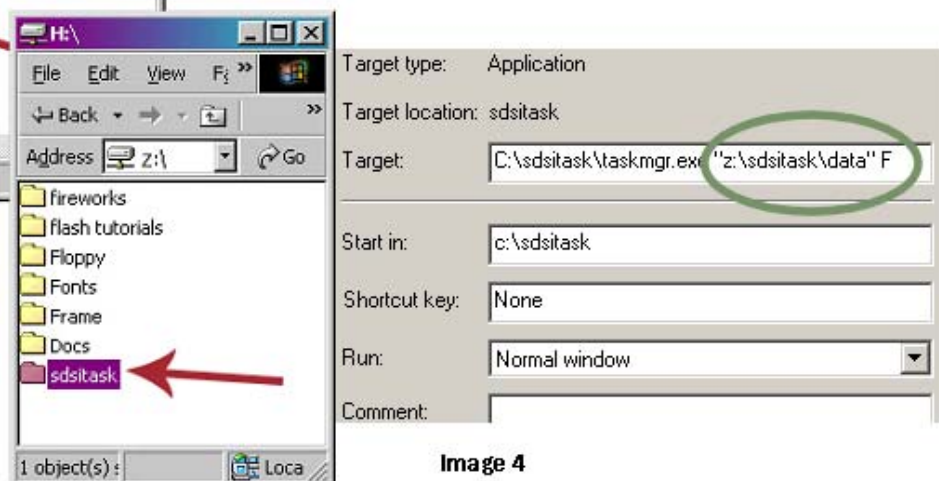 H:\
File Edit View Fa »
Back »
Address z:\ Go
fireworks
flash tutorials
Floppy
Fonts
Frame
Docs
sdsitask
1 object(s) s Loca
Target type: Application
Target location: sdsitask
Target: C:\sdsitask\taskmgr.exe "z:\sdsitask\data" F
Start in: c:\sdsitask
Shortcut key: None
Run: Normal window
Comment:
Image 4